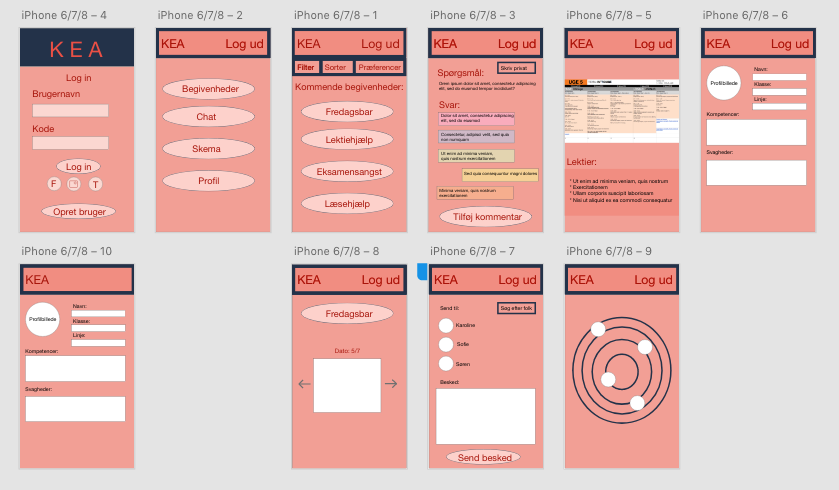 iPhone 6/7/8 – 4
KEA
Log in
Brugernavn
Kode
Log in
F
T
Opret bruger
iPhone 6/7/8 – 2
KEA
Log ud
Begivenheder
Chat
Skema
Profil
iPhone 6/7/8 – 1
KEA
Log ud
Filter
Sorter
Præferencer
Kommende begivenheder:
Fredagsbar
Lektiehjælp
Eksamensangst
Læsehjælp
iPhone 6/7/8 – 3
KEA
Log ud
Skriv privat
Spørgsmål:
Lorem ipsum dolor sit amet, consectetur adipiscing
elit, sed do eiusmod tempor incididunt?
Svar:
Dolor sit amet, consectetur adipiscing
elit, sed do eiusmod
Consectetur, adipisi velit, sed quia
non numquam
Ut enim ad minima veniam,
quis nostrum exercitationem
Sed quia consequuntur magni dolores
Minima veniam, quis nostrum
exercitationem
Tilføj kommentar
iPhone 6/7/8 – 5
KEA
Log ud
UGE 5
Lektier:
* Ut enim ad minima veniam, quis nostrum
* Exercitationem
* Ullam corporis suscipit laboriosam
* Nisi ut aliquid ex ea commodi consequatur
iPhone 6/7/8 – 6
KEA
Log ud
Profilbillede
Navn:
Klasse:
Linje:
Kompetencer:
Svagheder:
iPhone 6/7/8 – 10
KEA
Profilbillede
Navn:
Klasse:
Linje:
Kompetencer:
Svagheder:
iPhone 6/7/8 – 8
KEA
Log ud
Fredagsbar
Dato: 5/7
iPhone 6/7/8 – 7
KEA
Log ud
Send til:
Søg efter folk
Karoline
Sofie
Søren
Besked:
Send besked
iPhone 6/7/8 – 9
KEA
Log ud